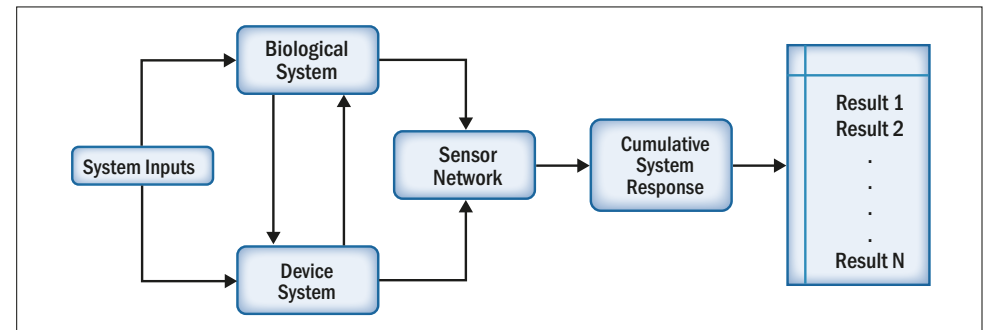 System Inputs
Biological
System
Device
System
Sensor
Network
Cumulative
System
Response
Result 1
Result 2
.
.
.
.
Result N